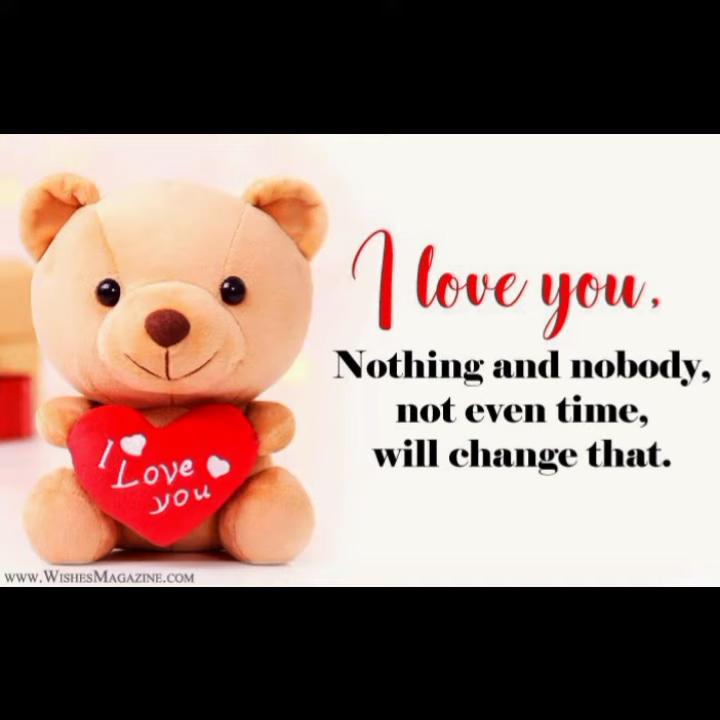 I love you,
Nothing and nobody,
not even time,
will change that.
I
Love
you
www.WishesMagazine.com